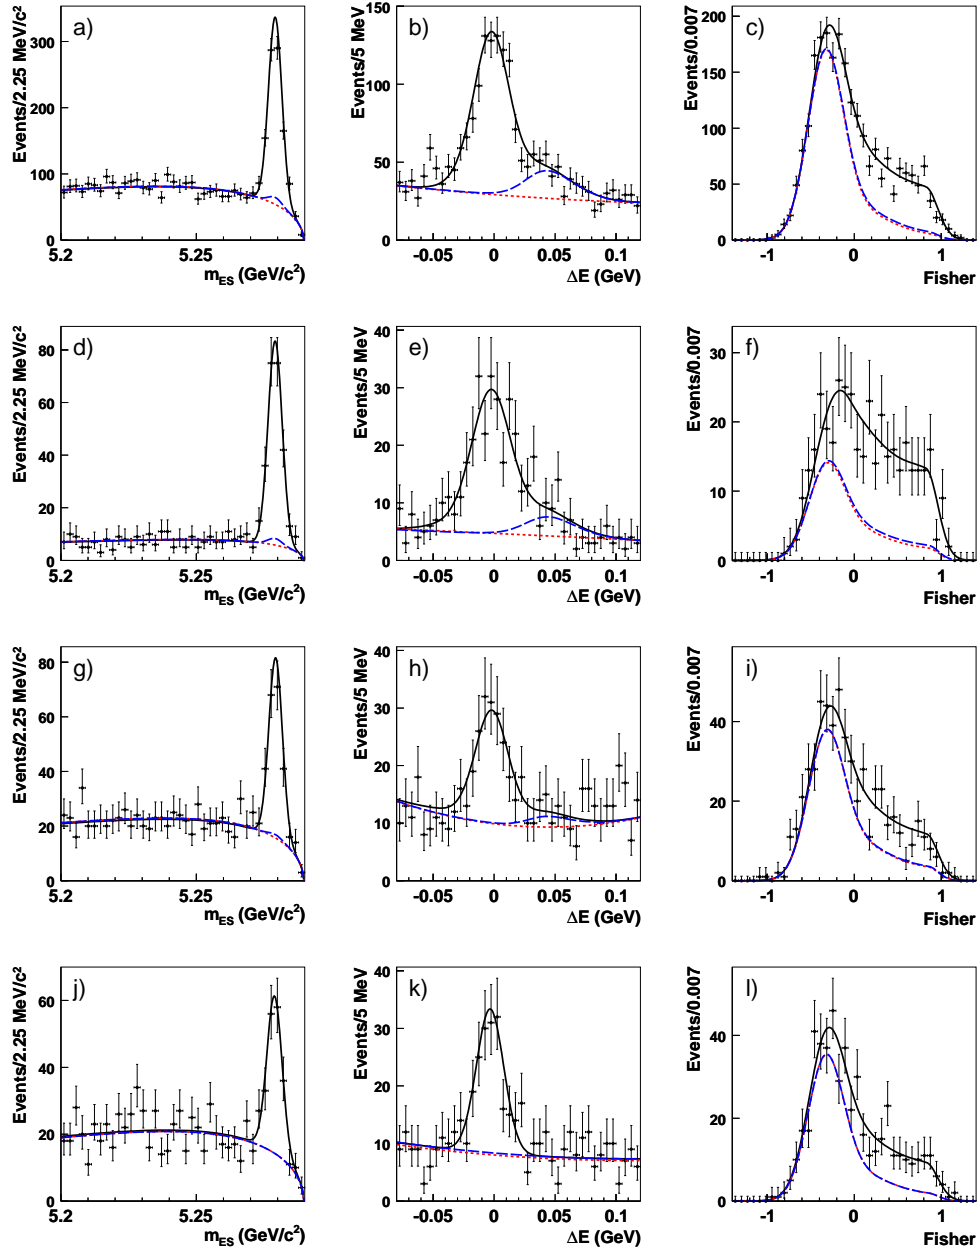 a)
Events/2.25 MeV/c²
300
200
100
0
5.2
5.25
m_ES (GeV/c²)
b)
Events/5 MeV
150
100
50
0
-0.05
0
0.05
0.1
ΔE (GeV)
c)
Events/0.007
200
150
100
50
0
-1
0
1
Fisher
d)
Events/2.25 MeV/c²
80
60
40
20
0
5.2
5.25
m_ES (GeV/c²)
e)
Events/5 MeV
40
30
20
10
0
-0.05
0
0.05
0.1
ΔE (GeV)
f)
Events/0.007
30
20
10
0
-1
0
1
Fisher
g)
Events/2.25 MeV/c²
80
60
40
20
0
5.2
5.25
m_ES (GeV/c²)
h)
Events/5 MeV
40
30
20
10
0
-0.05
0
0.05
0.1
ΔE (GeV)
i)
Events/0.007
40
20
0
-1
0
1
Fisher
j)
Events/2.25 MeV/c²
60
40
20
0
5.2
5.25
m_ES (GeV/c²)
k)
Events/5 MeV
40
30
20
10
0
-0.05
0
0.05
0.1
ΔE (GeV)
l)
Events/0.007
40
20
0
-1
0
1
Fisher